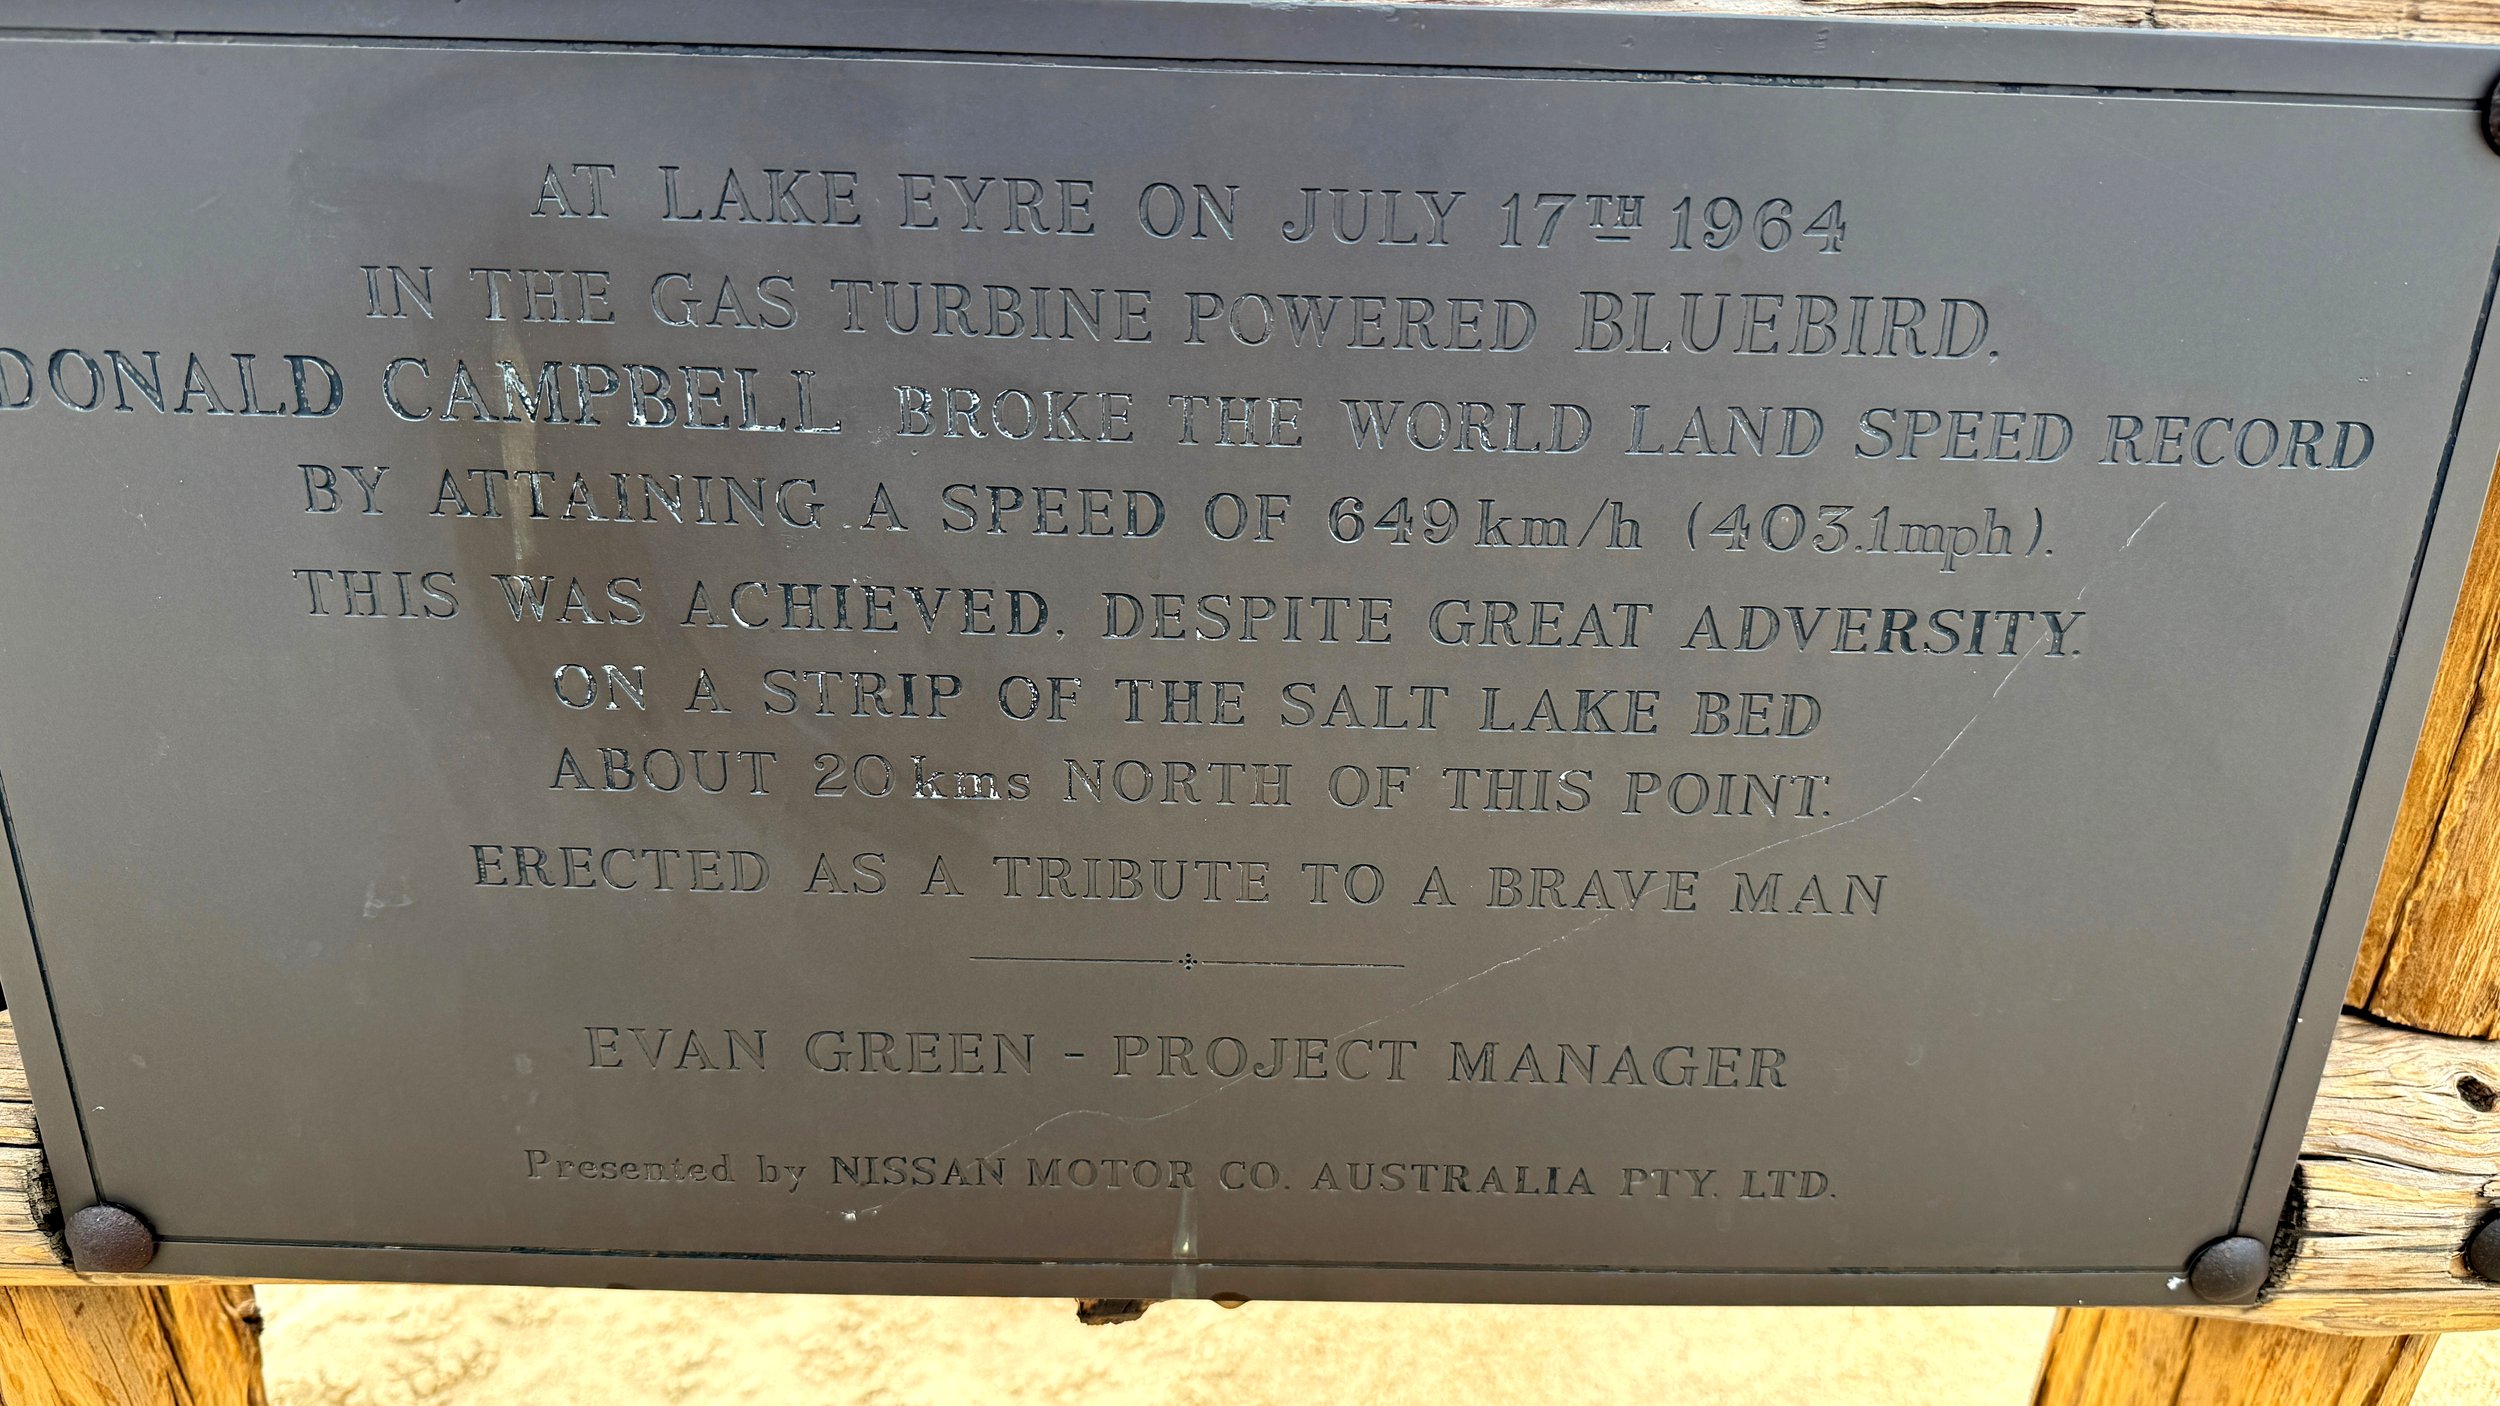 AT LAKE EYRE ON JULY 17TH 1964
IN THE GAS TURBINE POWERED BLUEBIRD,
DONALD CAMPBELL BROKE THE WORLD LAND SPEED RECORD
BY ATTAINING A SPEED OF 649 km/h (403.1mph).
THIS WAS ACHIEVED, DESPITE GREAT ADVERSITY,
ON A STRIP OF THE SALT LAKE BED
ABOUT 20 kms NORTH OF THIS POINT.
ERECTED AS A TRIBUTE TO A BRAVE MAN
EVAN GREEN - PROJECT MANAGER
Presented by NISSAN MOTOR CO. AUSTRALIA PTY. LTD.